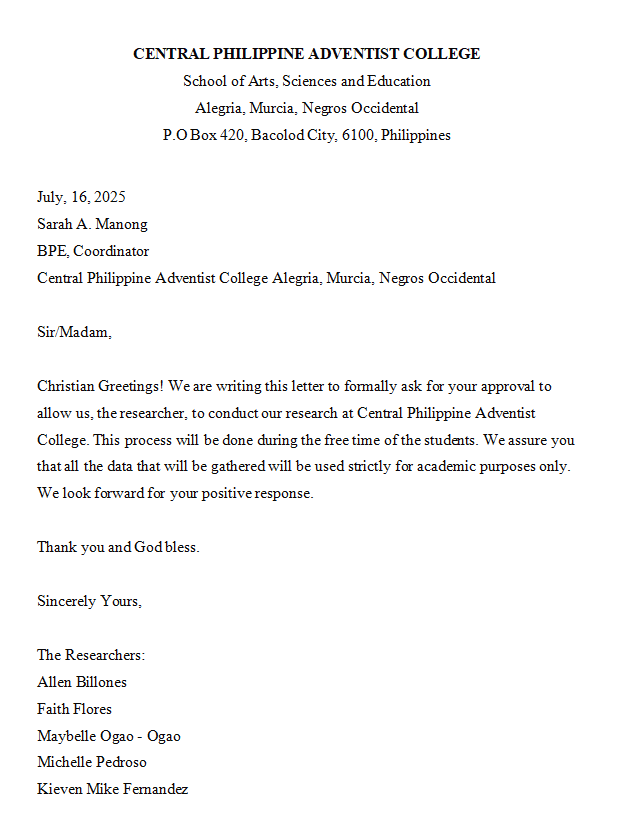 CENTRAL PHILIPPINE ADVENTIST COLLEGE
School of Arts, Sciences and Education
Alegria, Murcia, Negros Occidental
P.O Box 420, Bacolod City, 6100, Philippines
July, 16, 2025
Sarah A. Manong
BPE, Coordinator
Central Philippine Adventist College Alegria, Murcia, Negros Occidental
Sir/Madam,
Christian Greetings! We are writing this letter to formally ask for your approval to
allow us, the researcher, to conduct our research at Central Philippine Adventist
College. This process will be done during the free time of the students. We assure you
that all the data that will be gathered will be used strictly for academic purposes only.
We look forward for your positive response.
Thank you and God bless.
Sincerely Yours,
The Researchers:
Allen Billones
Faith Flores
Maybelle Ogao - Ogao
Michelle Pedroso
Kieven Mike Fernandez